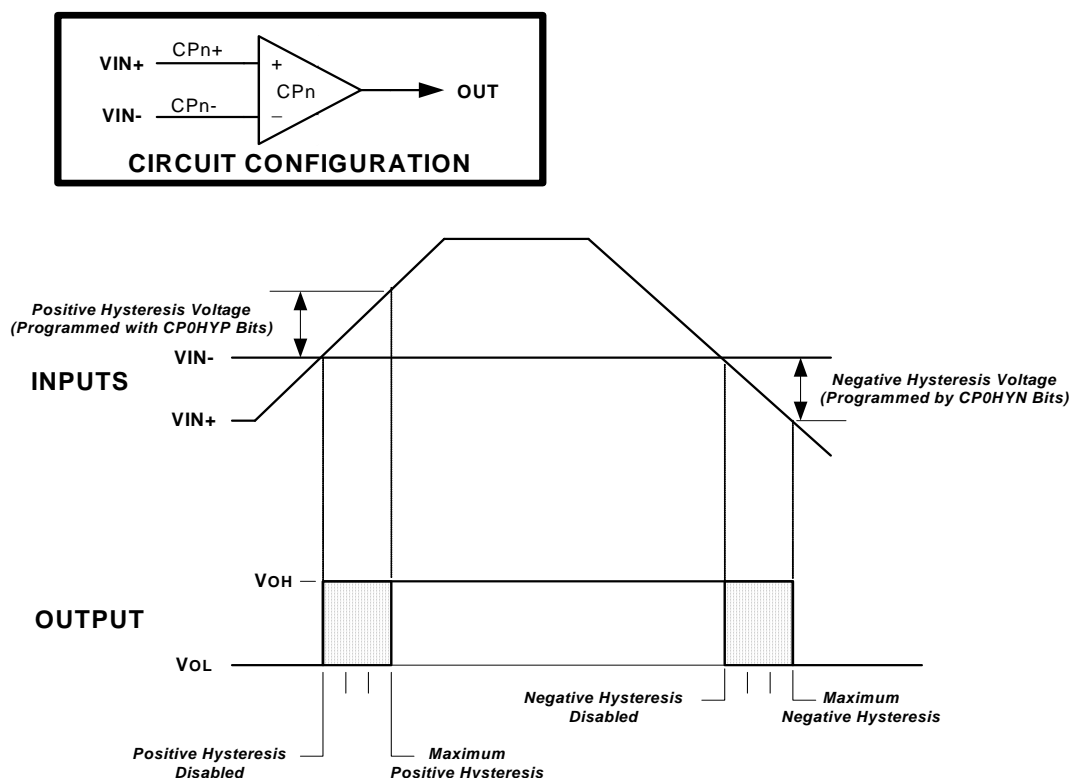 VIN+
CPn+
+
CPn
OUT
VIN-
CPn-
−
CIRCUIT CONFIGURATION
Positive Hysteresis Voltage
(Programmed with CP0HYP Bits)
VIN-
INPUTS
VIN+
Negative Hysteresis Voltage
(Programmed by CP0HYN Bits)
VOH
OUTPUT
VOL
Negative Hysteresis
Disabled
Maximum
Negative Hysteresis
Positive Hysteresis
Disabled
Maximum
Positive Hysteresis